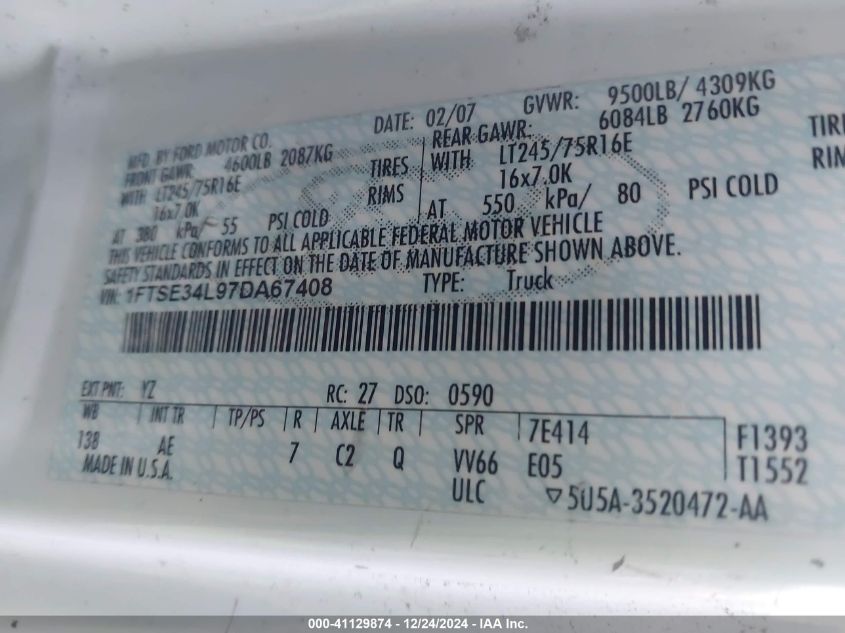 MFD. BY FORD MOTOR CO. DATE: 02/07 GVWR: 9500LB/ 4309KG
FRONT GAWR: 4600LB 2087KG REAR GAWR: 6084LB 2760KG
WITH LT245/75R16E TIRES WITH LT245/75R16E TIRE
16x7.0K RIMS 16x7.0K RIM
AT 380 kPa/ 55 PSI COLD AT 550 kPa/ 80 PSI COLD
THIS VEHICLE CONFORMS TO ALL APPLICABLE FEDERAL MOTOR VEHICLE
SAFETY STANDARDS IN EFFECT ON THE DATE OF MANUFACTURE SHOWN ABOVE.
VIN: 1FTSE34L97DA67408 TYPE: Truck
EXT PNT: YZ RC: 27 DSO: 0590
WB INT TR TP/PS R AXLE TR SPR 7E414 F1393
138 AE 7 C2 Q VV66 E05 T1552
MADE IN U.S.A. ULC ▽5U5A-3520472-AA
000-41129874 - 12/24/2024 - IAA Inc.